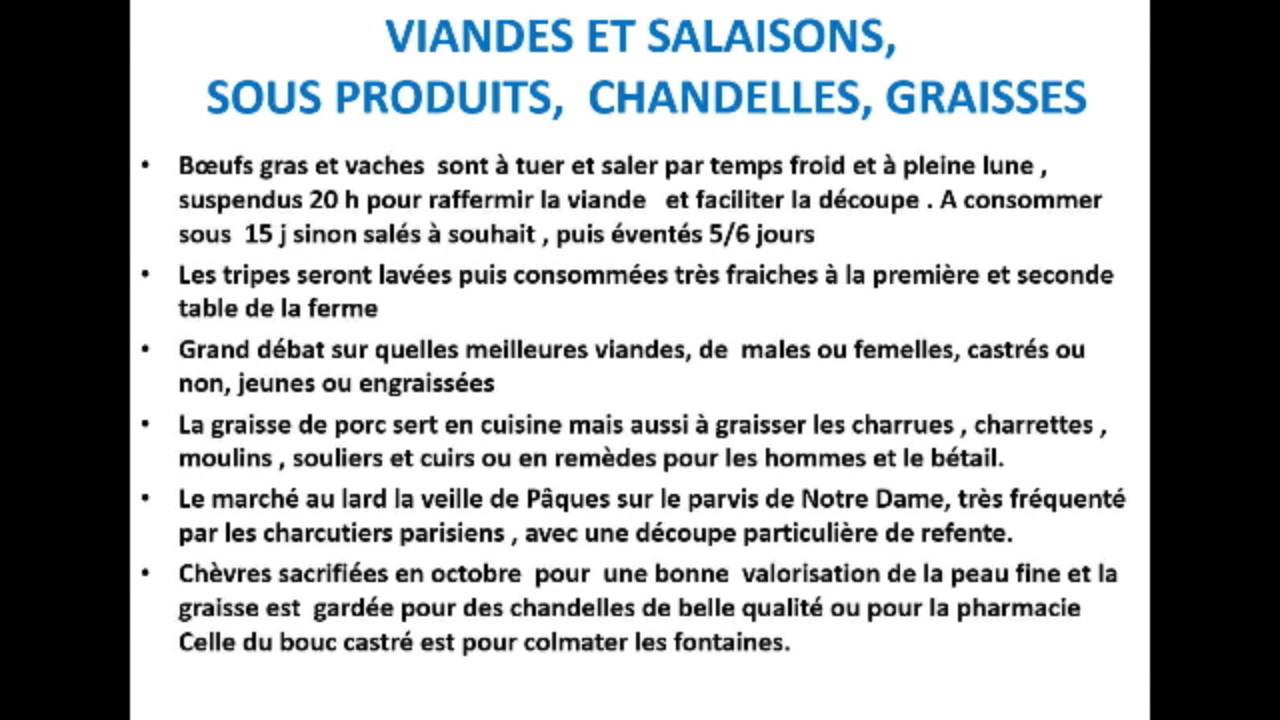 VIANDES ET SALAISONS,
SOUS PRODUITS, CHANDELLES, GRAISSES
• Bœufs gras et vaches sont à tuer et saler par temps froid et à pleine lune ,
suspendus 20 h pour raffermir la viande et faciliter la découpe . A consommer
sous 15 j sinon salés à souhait , puis éventés 5/6 jours
• Les tripes seront lavées puis consommées très fraiches à la première et seconde
table de la ferme
• Grand débat sur quelles meilleures viandes, de males ou femelles, castrés ou
non, jeunes ou engraissées
• La graisse de porc sert en cuisine mais aussi à graisser les charrues , charrettes ,
moulins , souliers et cuirs ou en remèdes pour les hommes et le bétail.
• Le marché au lard la veille de Pâques sur le parvis de Notre Dame, très fréquenté
par les charcutiers parisiens , avec une découpe particulière de refente.
• Chèvres sacrifiées en octobre pour une bonne valorisation de la peau fine et la
graisse est gardée pour des chandelles de belle qualité ou pour la pharmacie
Celle du bouc castré est pour colmater les fontaines.